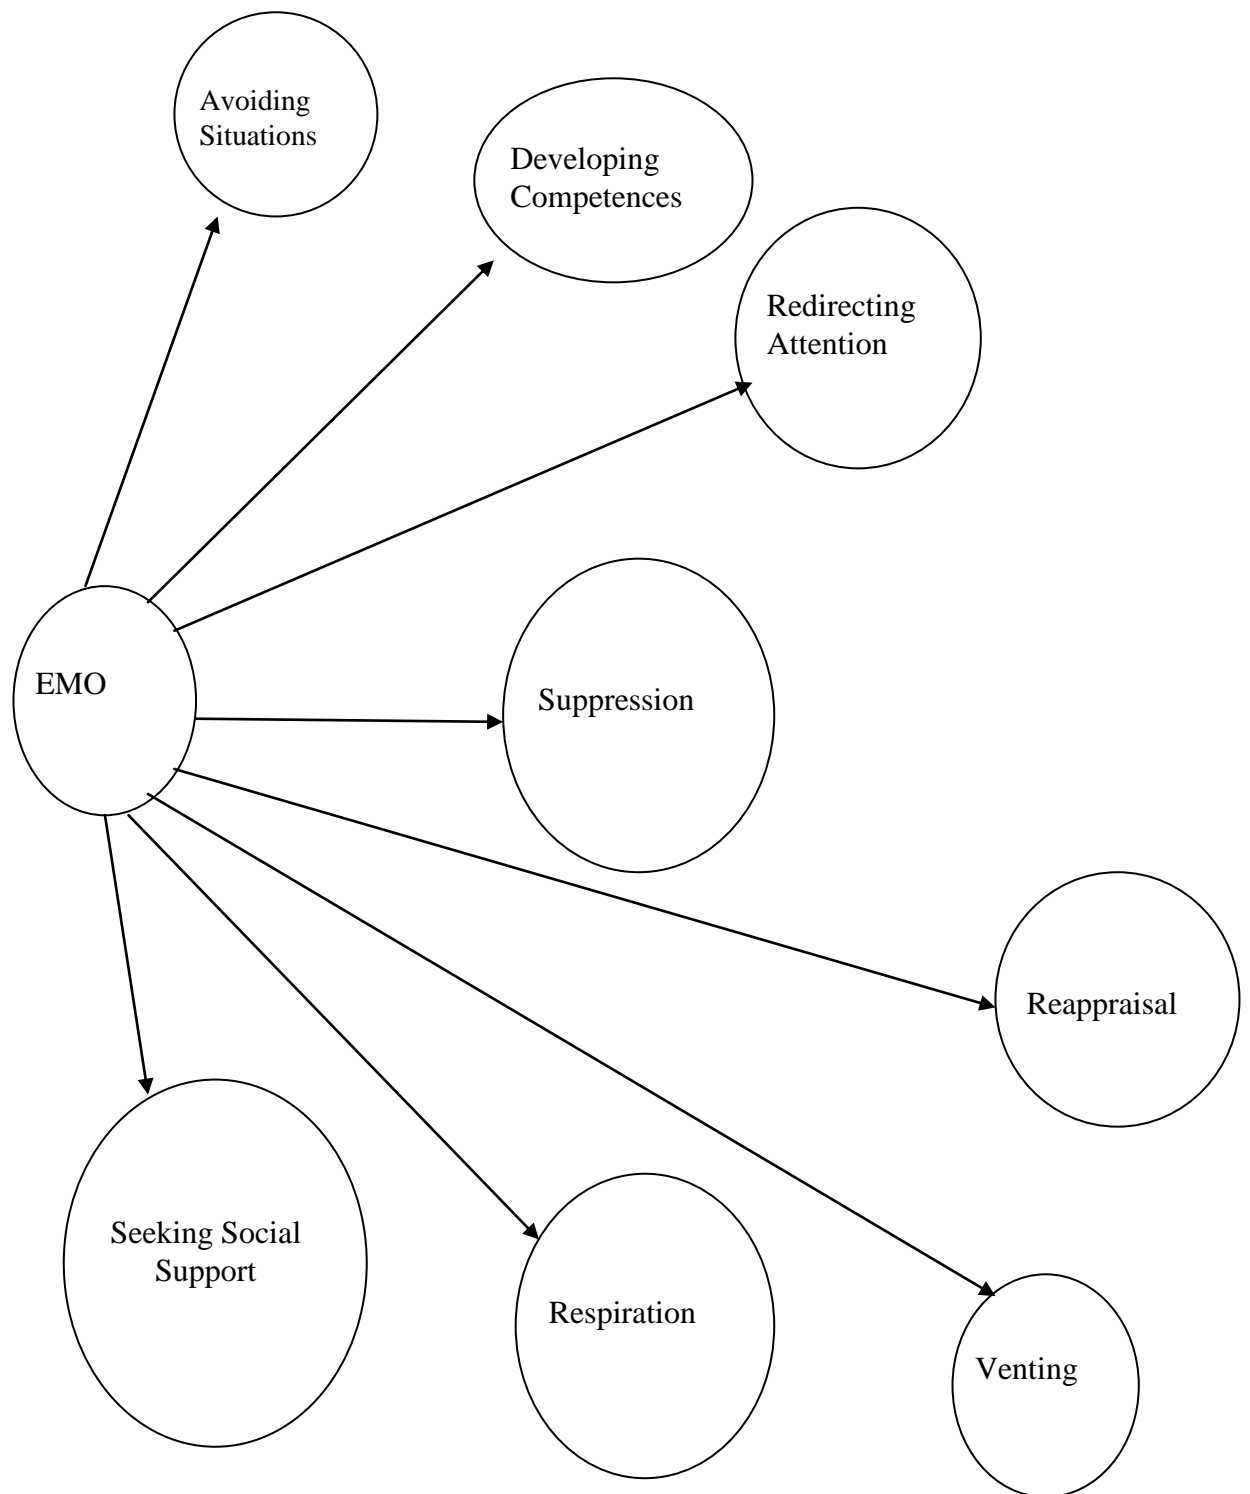 Avoiding
Situations
Developing
Competences
Redirecting
Attention
EMO
Suppression
Reappraisal
Seeking Social
Support
Respiration
Venting